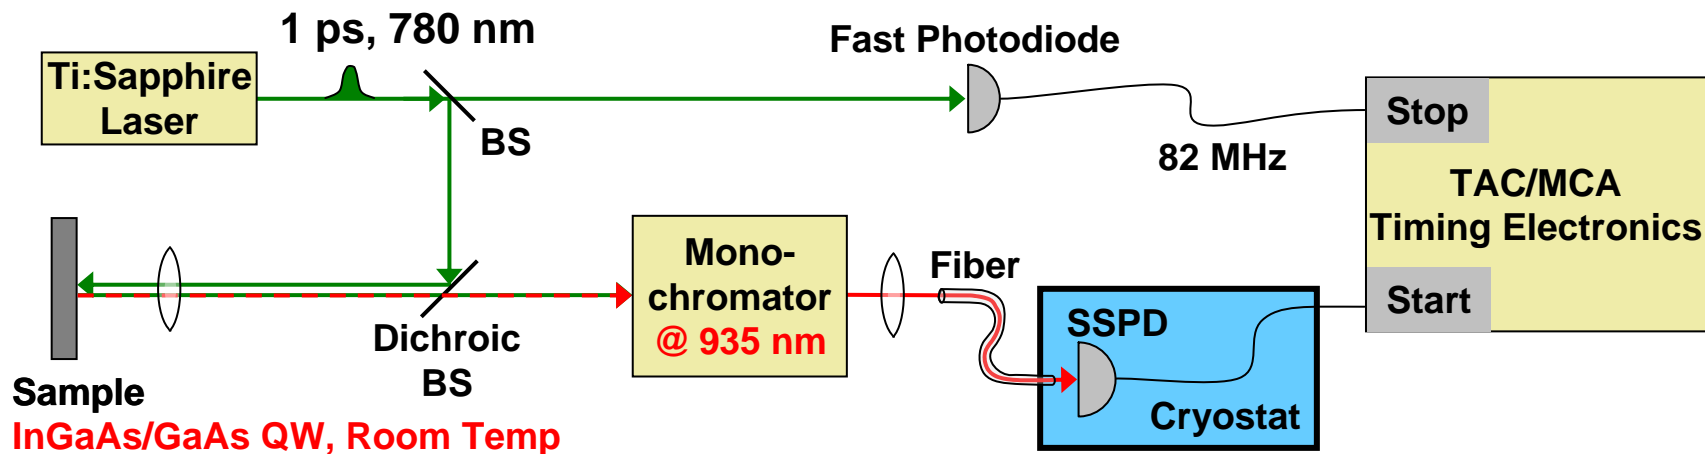 1 ps, 780 nm
Ti:Sapphire
Laser
BS
Fast Photodiode
82 MHz
Stop
TAC/MCA
Timing Electronics
Start
Mono-
chromator
@ 935 nm
Fiber
SSPD
Cryostat
Dichroic
BS
Sample
InGaAs/GaAs QW, Room Temp